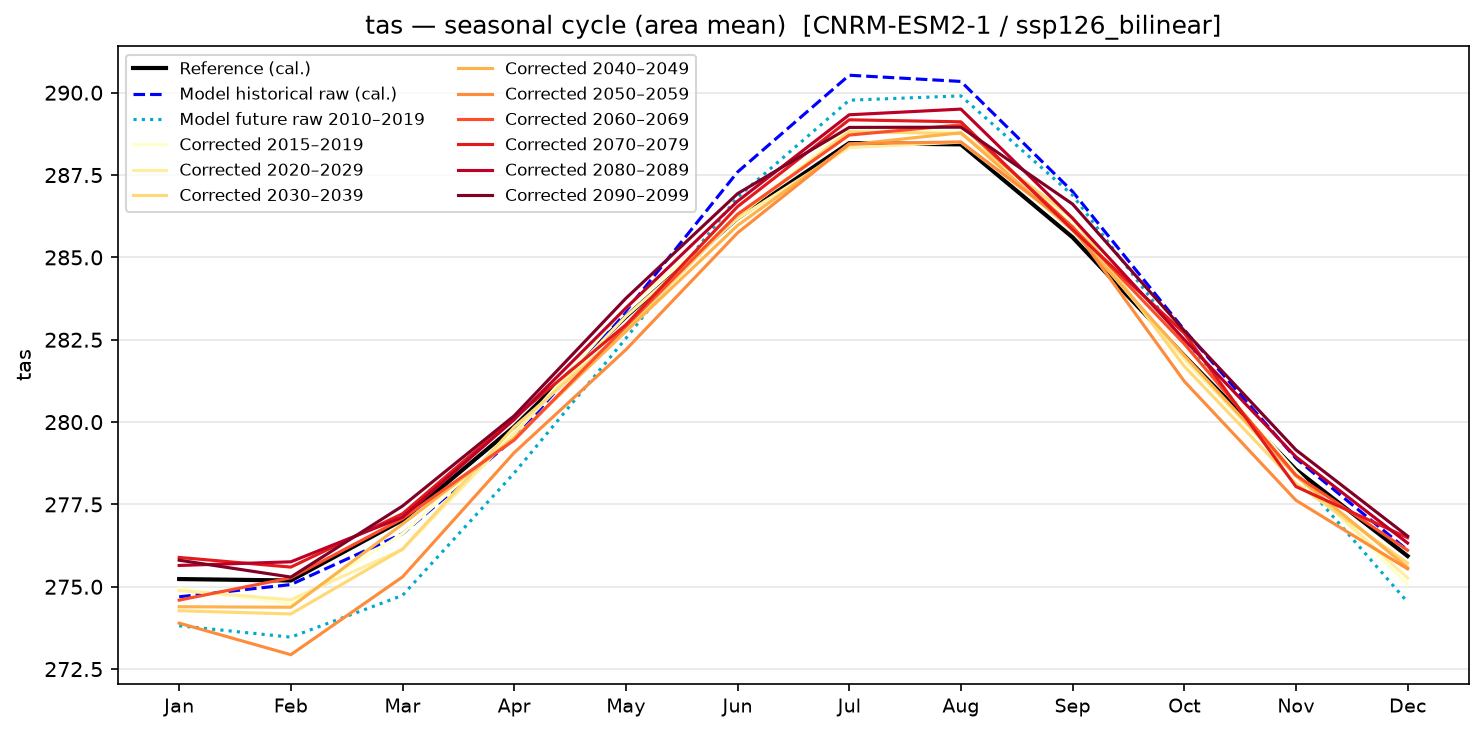 tas — seasonal cycle (area mean)  [CNRM-ESM2-1 / ssp126_bilinear]
Reference (cal.)
Model historical raw (cal.)
Model future raw 2010–2019
Corrected 2015–2019
Corrected 2020–2029
Corrected 2030–2039
Corrected 2040–2049
Corrected 2050–2059
Corrected 2060–2069
Corrected 2070–2079
Corrected 2080–2089
Corrected 2090–2099
tas
290.0
287.5
285.0
282.5
280.0
277.5
275.0
272.5
Jan Feb Mar Apr May Jun Jul Aug Sep Oct Nov Dec